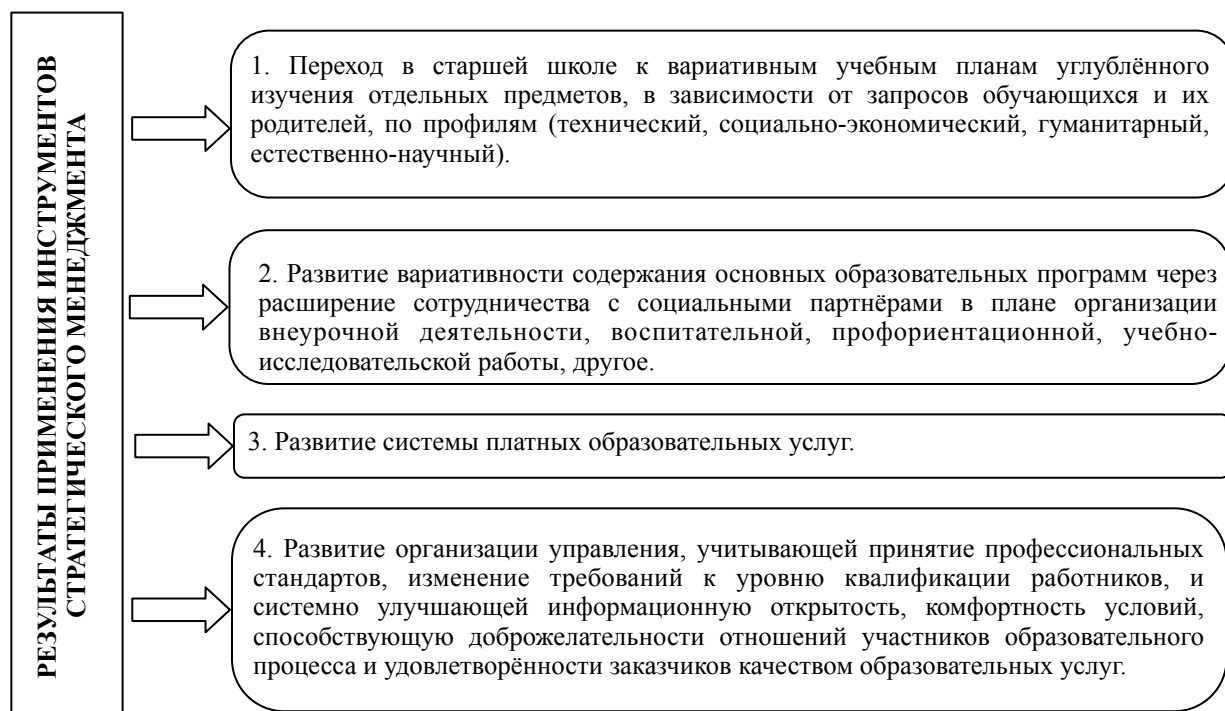 РЕЗУЛЬТАТЫ ПРИМЕНЕНИЯ ИНСТРУМЕНТОВ
СТРАТЕГИЧЕСКОГО МЕНЕДЖМЕНТА
1. Переход в старшей школе к вариативным учебным планам углублённого
изучения отдельных предметов, в зависимости от запросов обучающихся и их
родителей, по профилям (технический, социально-экономический, гуманитарный,
естественно-научный).
2. Развитие вариативности содержания основных образовательных программ через
расширение сотрудничества с социальными партнёрами в плане организации
внеурочной деятельности, воспитательной, профориентационной, учебно-
исследовательской работы, другое.
3. Развитие системы платных образовательных услуг.
4. Развитие организации управления, учитывающей принятие профессиональных
стандартов, изменение требований к уровню квалификации работников, и
системно улучшающей информационную открытость, комфортность условий,
способствующую доброжелательности отношений участников образовательного
процесса и удовлетворённости заказчиков качеством образовательных услуг.